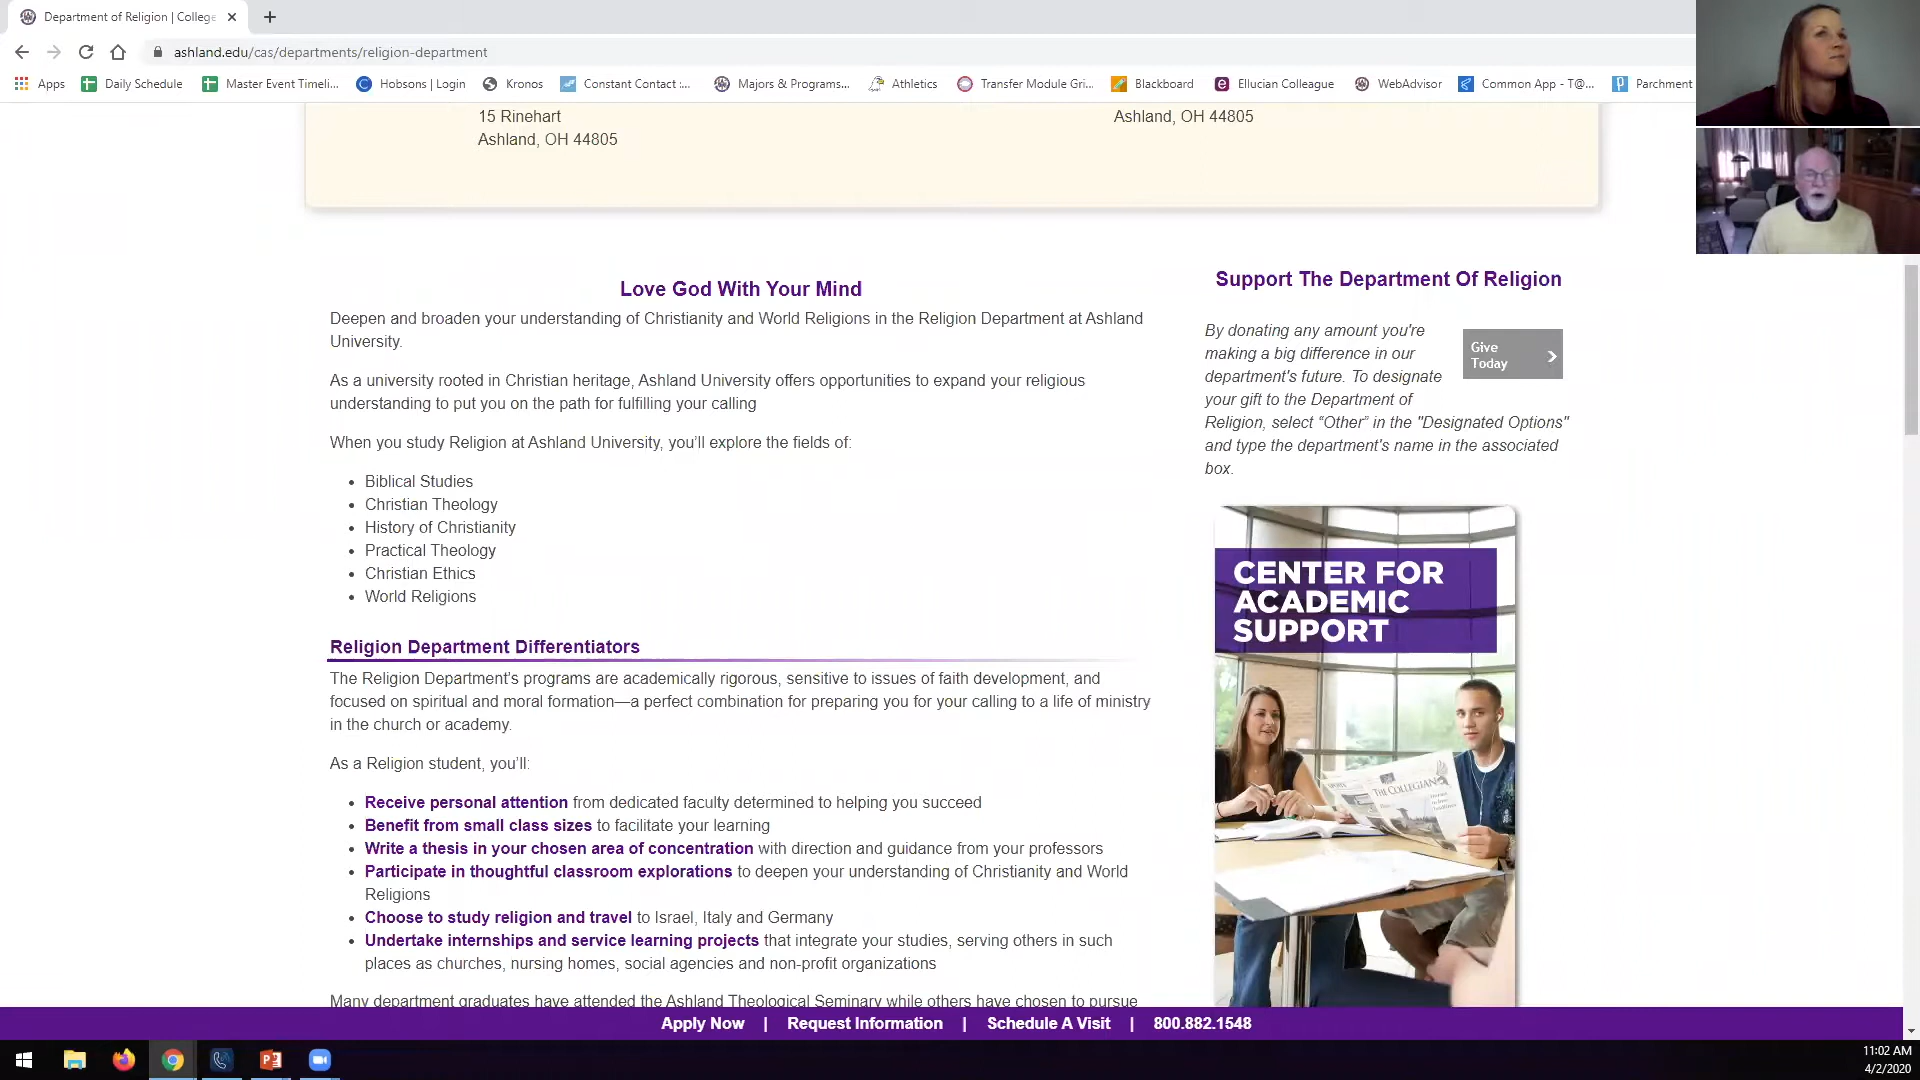 Department of Religion | College
ashland.edu/cas/departments/religion-department
Apps
Daily Schedule
Master Event Timeli...
Hobsons | Login
Kronos
Constant Contact :...
Majors & Programs...
Athletics
Transfer Module Gri...
Blackboard
Ellucian Colleague
WebAdvisor
Common App - T@...
Parchment
15 Rinehart
Ashland, OH 44805
Ashland, OH 44805
Love God With Your Mind
Deepen and broaden your understanding of Christianity and World Religions in the Religion Department at Ashland
University.
As a university rooted in Christian heritage, Ashland University offers opportunities to expand your religious
understanding to put you on the path for fulfilling your calling
When you study Religion at Ashland University, you’ll explore the fields of:
• Biblical Studies
• Christian Theology
• History of Christianity
• Practical Theology
• Christian Ethics
• World Religions
Religion Department Differentiators
The Religion Department's programs are academically rigorous, sensitive to issues of faith development, and
focused on spiritual and moral formation—a perfect combination for preparing you for your calling to a life of ministry
in the church or academy.
As a Religion student, you’ll:
• Receive personal attention from dedicated faculty determined to helping you succeed
• Benefit from small class sizes to facilitate your learning
• Write a thesis in your chosen area of concentration with direction and guidance from your professors
• Participate in thoughtful classroom explorations to deepen your understanding of Christianity and World
Religions
• Choose to study religion and travel to Israel, Italy and Germany
• Undertake internships and service learning projects that integrate your studies, serving others in such
places as churches, nursing homes, social agencies and non-profit organizations
Many department graduates have attended the Ashland Theological Seminary while others have chosen to pursue
Support The Department Of Religion
By donating any amount you're
making a big difference in our
department's future. To designate
your gift to the Department of
Religion, select “Other” in the "Designated Options"
and type the department's name in the associated
box.
Give
Today
CENTER FOR
ACADEMIC
SUPPORT
THE COLLEGIAN
Apply Now | Request Information | Schedule A Visit | 800.882.1548
11:02 AM
4/2/2020